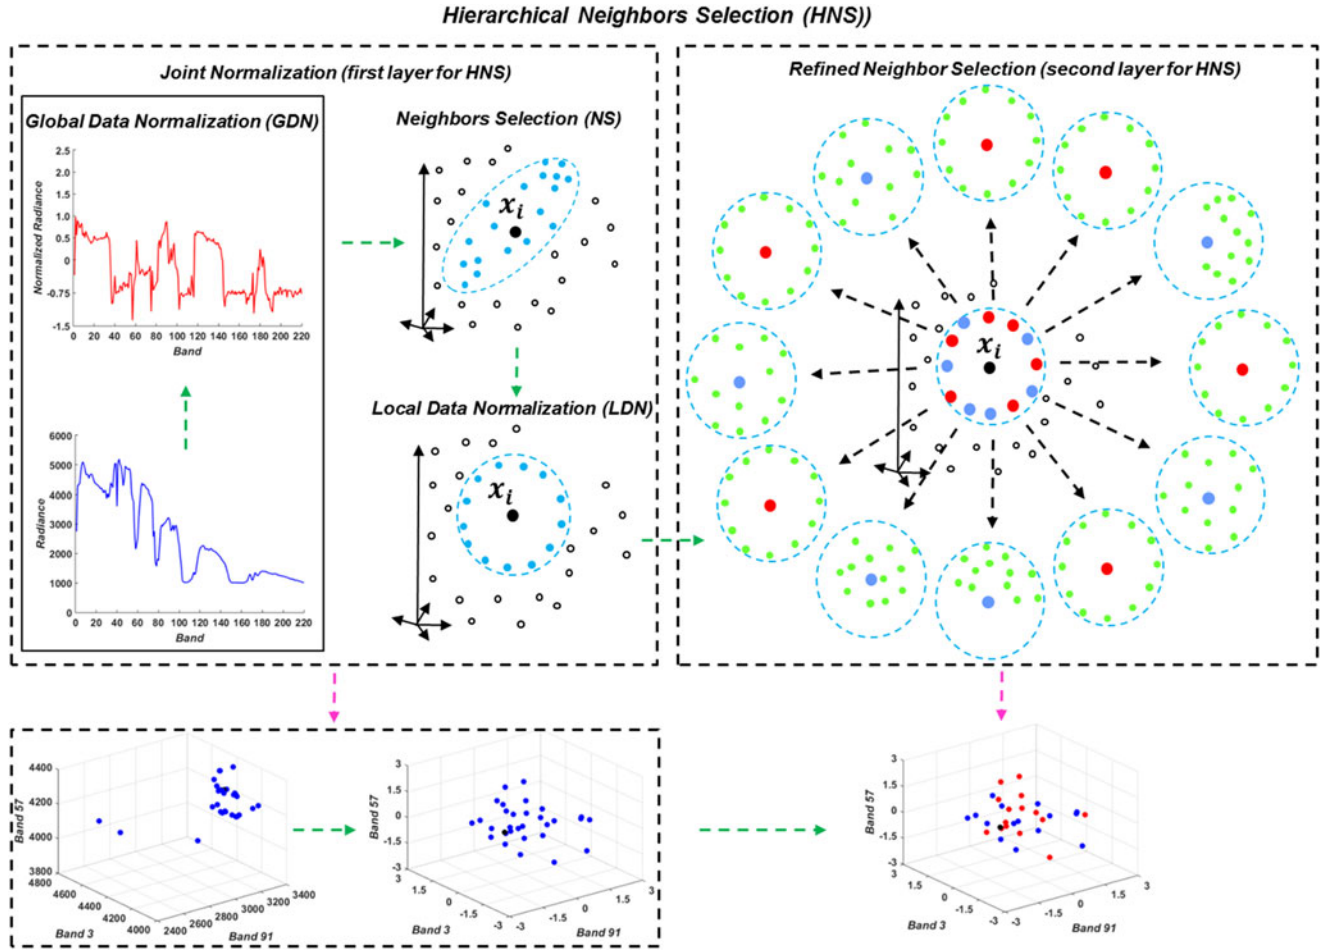 Hierarchical Neighbors Selection (HNS))
Joint Normalization (first layer for HNS)
Global Data Normalization (GDN)
2.5
2.0
1.5
1.0
0.5
0
-0.75
-1.5
Normalized Radiance
0 20 40 60 80 100 120 140 160 180 200 220
Band
6000
5000
4000
3000
2000
1000
0
Radiance
0 20 40 60 80 100 120 140 160 180 200 220
Band
Neighbors Selection (NS)
x_i
Local Data Normalization (LDN)
x_i
Refined Neighbor Selection (second layer for HNS)
x_i
4400
4200
4000
3800
Band 57
4800
4600
4400
4200
4000
Band 3
2400
2600
2800
3000
3200
3400
Band 91
3
1.5
0
-1.5
-3
Band 57
3
1.5
0
-1.5
-3
Band 3
-3
-1.5
0
1.5
3
Band 91
3
1.5
0
-1.5
-3
Band 57
3
1.5
0
-1.5
-3
Band 3
-3
-1.5
0
1.5
3
Band 91